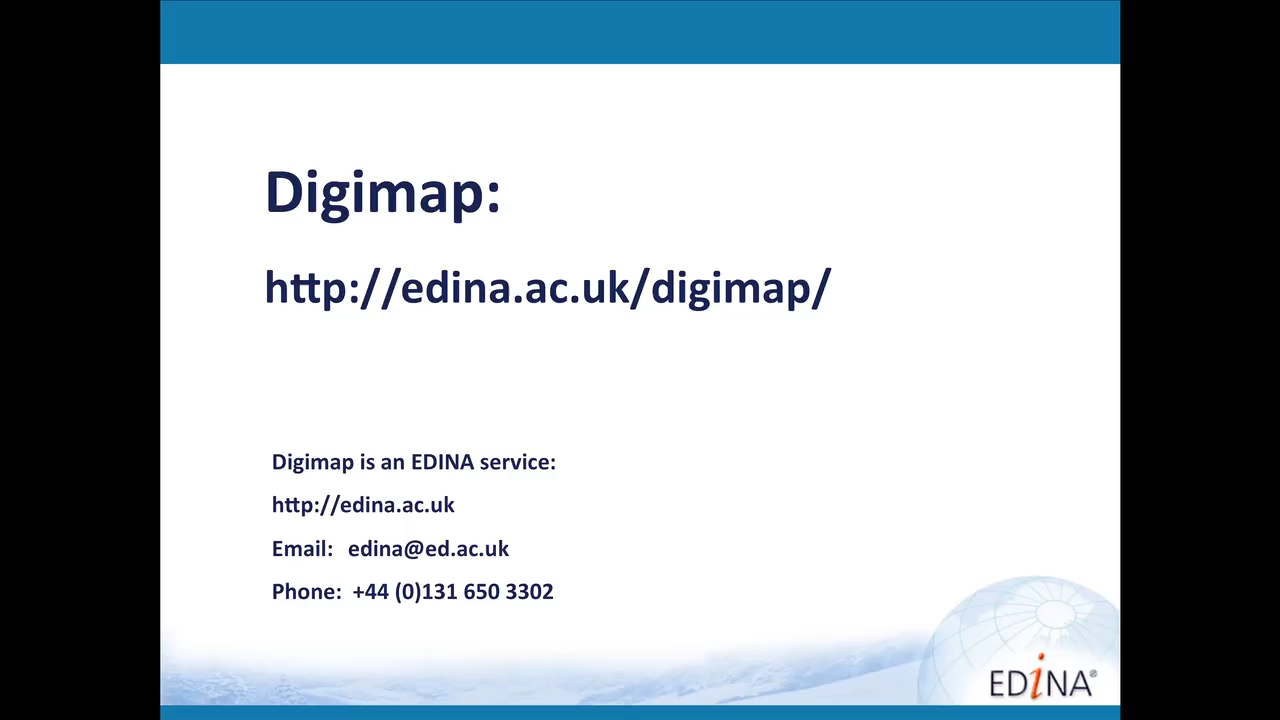 Digimap:
http://edina.ac.uk/digimap/
Digimap is an EDINA service:
http://edina.ac.uk
Email: edina@ed.ac.uk
Phone: +44 (0)131 650 3302
EDiNA®